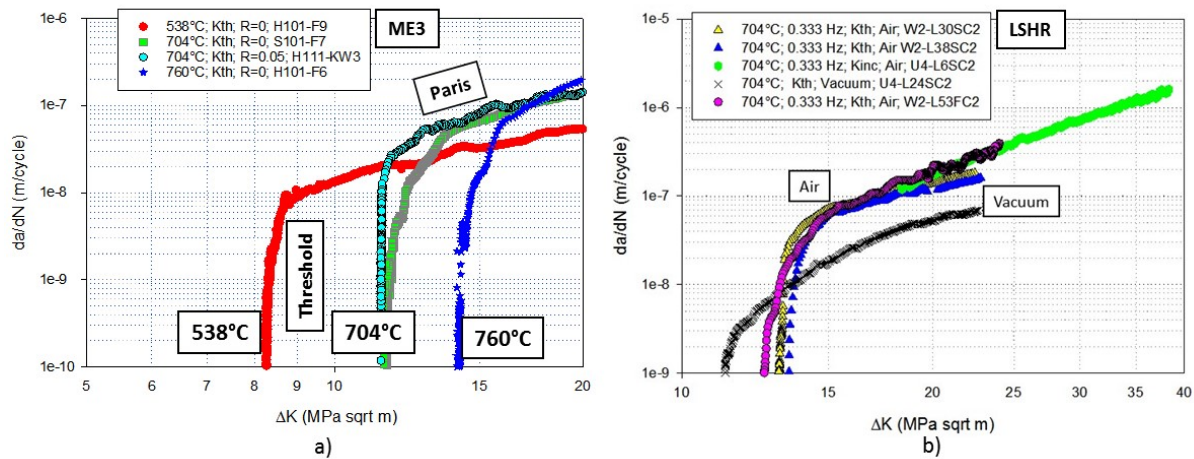 538°C; Kth; R=0; H101-F9
704°C; Kth; R=0; S101-F7
704°C; Kth; R=0.05; H111-KW3
760°C; Kth; R=0; H101-F6
ME3
Paris
Threshold
538°C
704°C
760°C
da/dN (m/cycle)
1e-6
1e-7
1e-8
1e-9
1e-10
5 6 7 8 9 10 15 20
ΔK (MPa sqrt m)
a)
704°C; 0.333 Hz; Kth; Air; W2-L30SC2
704°C; 0.333 Hz; Kth; Air W2-L38SC2
704°C; 0.333 Hz; Kinc; Air; U4-L6SC2
704°C, Kth; Vacuum; U4-L24SC2
704°C; 0.333 Hz; Kth; Air, W2-L53FC2
LSHR
Air
Vacuum
da/dN (m/cycle)
1e-5
1e-6
1e-7
1e-8
1e-9
10 15 20 25 30 35 40
ΔK (MPa sqrt m)
b)